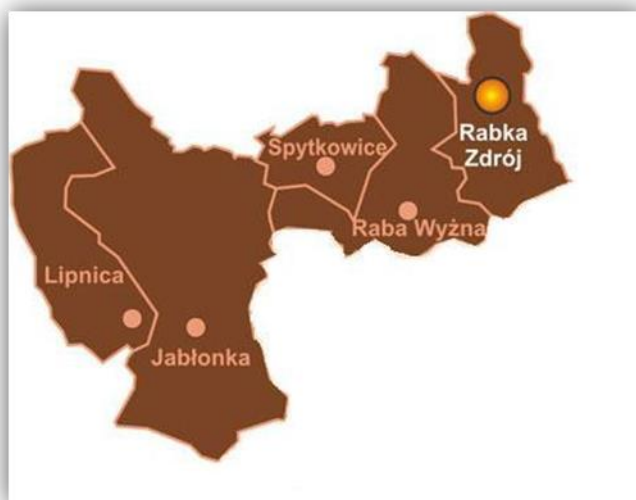 Rabka
Zdrój
Spytkowice
Raba Wyżna
Lipnica
Jabłonka